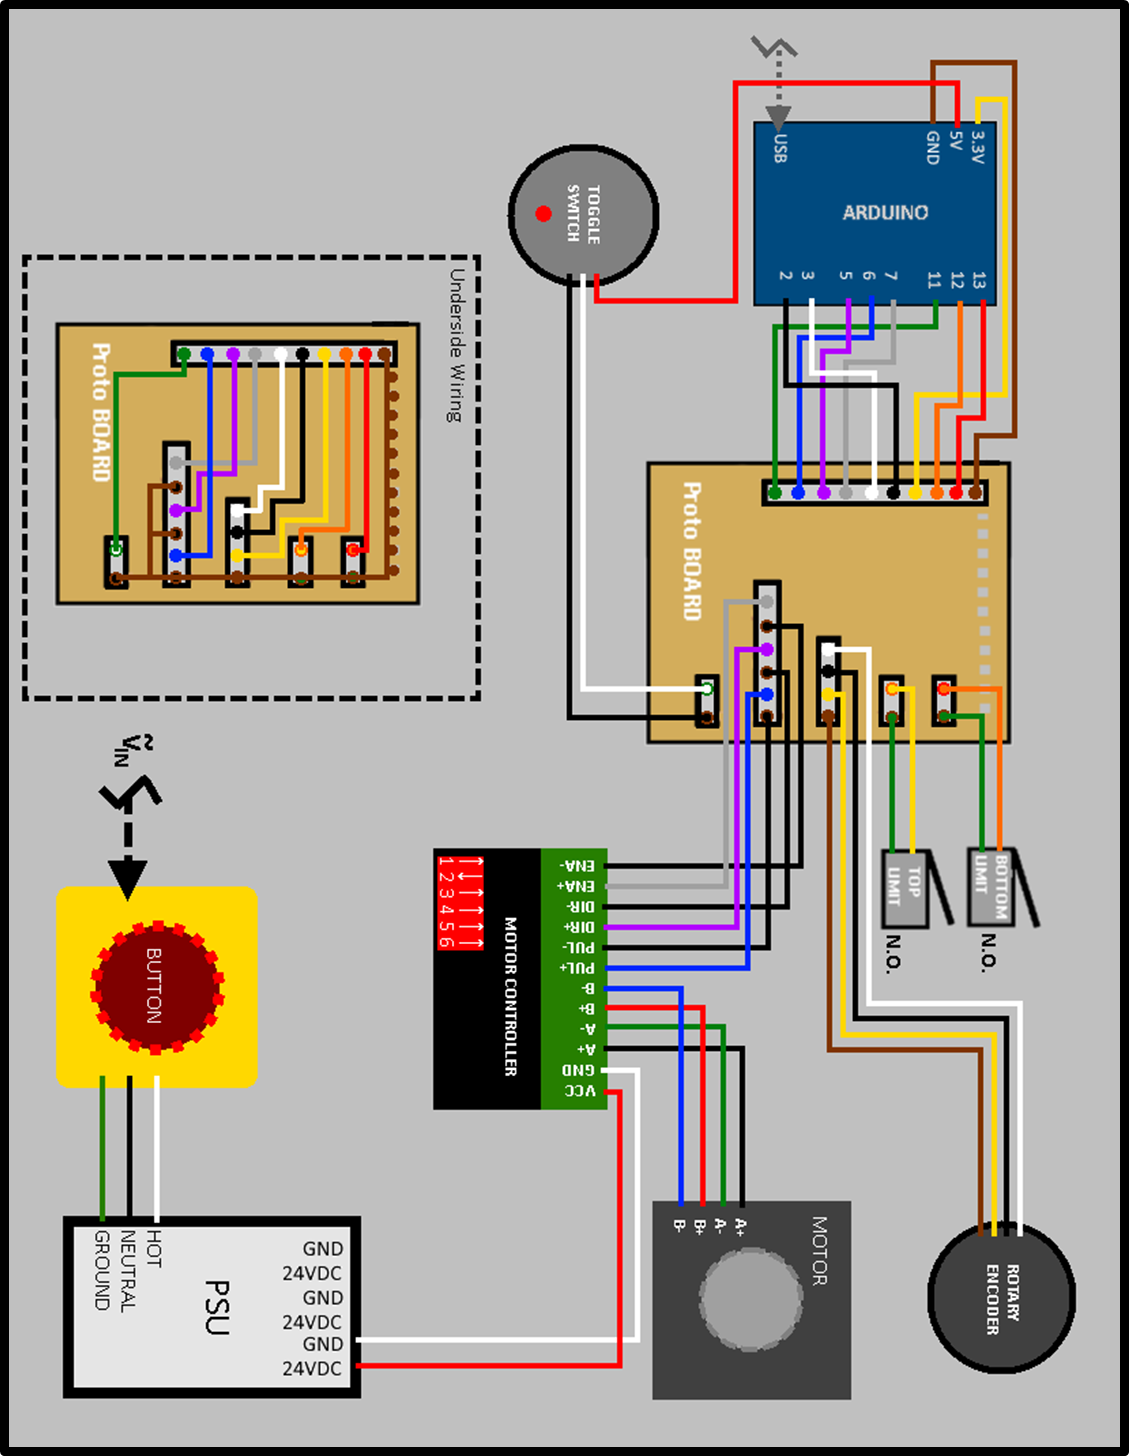 USB
GND
5V
3.3V
ARDUINO
2
3
5
6
7
11
12
13
TOGGLE
SWITCH
Underside Wiring
Proto BOARD
Proto BOARD
ṼIN
BUTTON
1
2
3
4
5
6
MOTOR CONTROLLER
ENA-
ENA+
DIR-
DIR+
PUL-
PUL+
B-
B+
A-
A+
GND
VCC
TOP
LIMIT
N.O.
BOTTOM
LIMIT
N.O.
HOT
NEUTRAL
GROUND
PSU
GND
24VDC
GND
24VDC
GND
24VDC
B-
B+
A-
A+
MOTOR
ROTARY
ENCODER